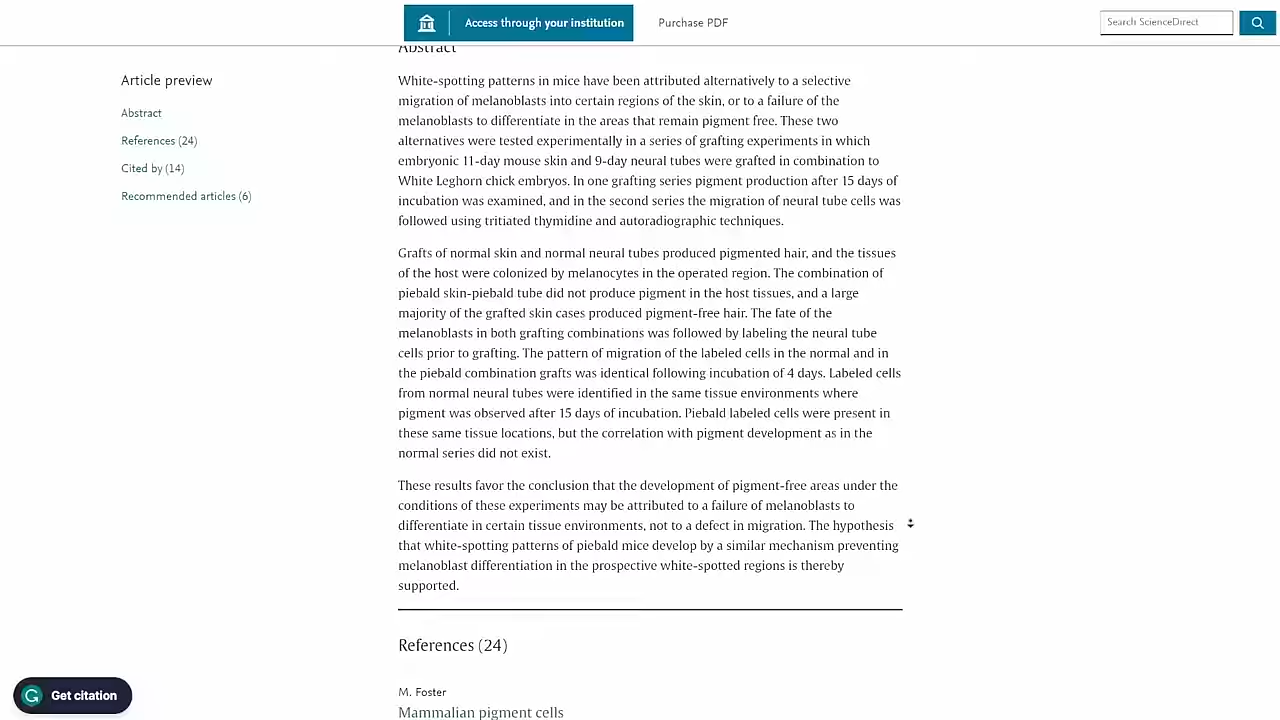 Access through your institution
Purchase PDF
Search ScienceDirect
Article preview
Abstract
References (24)
Cited by (14)
Recommended articles (6)
Abstract
White-spotting patterns in mice have been attributed alternatively to a selective
migration of melanoblasts into certain regions of the skin, or to a failure of the
melanoblasts to differentiate in the areas that remain pigment free. These two
alternatives were tested experimentally in a series of grafting experiments in which
embryonic 11-day mouse skin and 9-day neural tubes were grafted in combination to
White Leghorn chick embryos. In one grafting series pigment production after 15 days of
incubation was examined, and in the second series the migration of neural tube cells was
followed using tritiated thymidine and autoradiographic techniques.
Grafts of normal skin and normal neural tubes produced pigmented hair, and the tissues
of the host were colonized by melanocytes in the operated region. The combination of
piebald skin-piebald tube did not produce pigment in the host tissues, and a large
majority of the grafted skin cases produced pigment-free hair. The fate of the
melanoblasts in both grafting combinations was followed by labeling the neural tube
cells prior to grafting. The pattern of migration of the labeled cells in the normal and in
the piebald combination grafts was identical following incubation of 4 days. Labeled cells
from normal neural tubes were identified in the same tissue environments where
pigment was observed after 15 days of incubation. Piebald labeled cells were present in
these same tissue locations, but the correlation with pigment development as in the
normal series did not exist.
These results favor the conclusion that the development of pigment-free areas under the
conditions of these experiments may be attributed to a failure of melanoblasts to
differentiate in certain tissue environments, not to a defect in migration. The hypothesis
that white-spotting patterns of piebald mice develop by a similar mechanism preventing
melanoblast differentiation in the prospective white-spotted regions is thereby
supported.
References (24)
M. Foster
Mammalian pigment cells
G Get citation